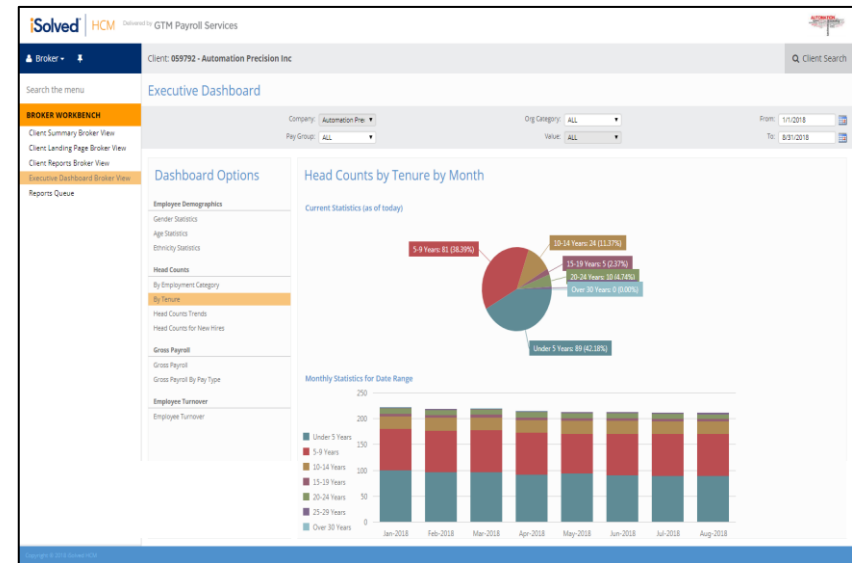 iSolved HCM Delivered by GTM Payroll Services
Broker
Client: 059792 - Automation Precision Inc
Client Search
Search the menu
BROKER WORKBENCH
Client Summary Broker View
Client Landing Page Broker View
Client Reports Broker View
Executive Dashboard Broker View
Reports Queue
Executive Dashboard
Company: Automation Prei
Org Category: ALL
From: 1/1/2018
Pay Group: ALL
Value: ALL
To: 8/31/2018
Dashboard Options
Employee Demographics
Gender Statistics
Age Statistics
Ethnicity Statistics
Head Counts
By Employment Category
By Tenure
Head Counts Trends
Head Counts for New Hires
Gross Payroll
Gross Payroll
Gross Payroll By Pay Type
Employee Turnover
Employee Turnover
Head Counts by Tenure by Month
Current Statistics (as of today)
5-9 Years: 81 (38.39%)
10-14 Years: 24 (11.37%)
15-19 Years: 5 (2.37%)
20-24 Years: 10 (4.74%)
Over 30 Years: 0 (0.00%)
Under 5 Years: 89 (42.18%)
Monthly Statistics for Date Range
250
200
150
100
50
0
Under 5 Years
5-9 Years
10-14 Years
15-19 Years
20-24 Years
25-29 Years
Over 30 Years
Jan-2018 Feb-2018 Mar-2018 Apr-2018 May-2018 Jun-2018 Jul-2018 Aug-2018